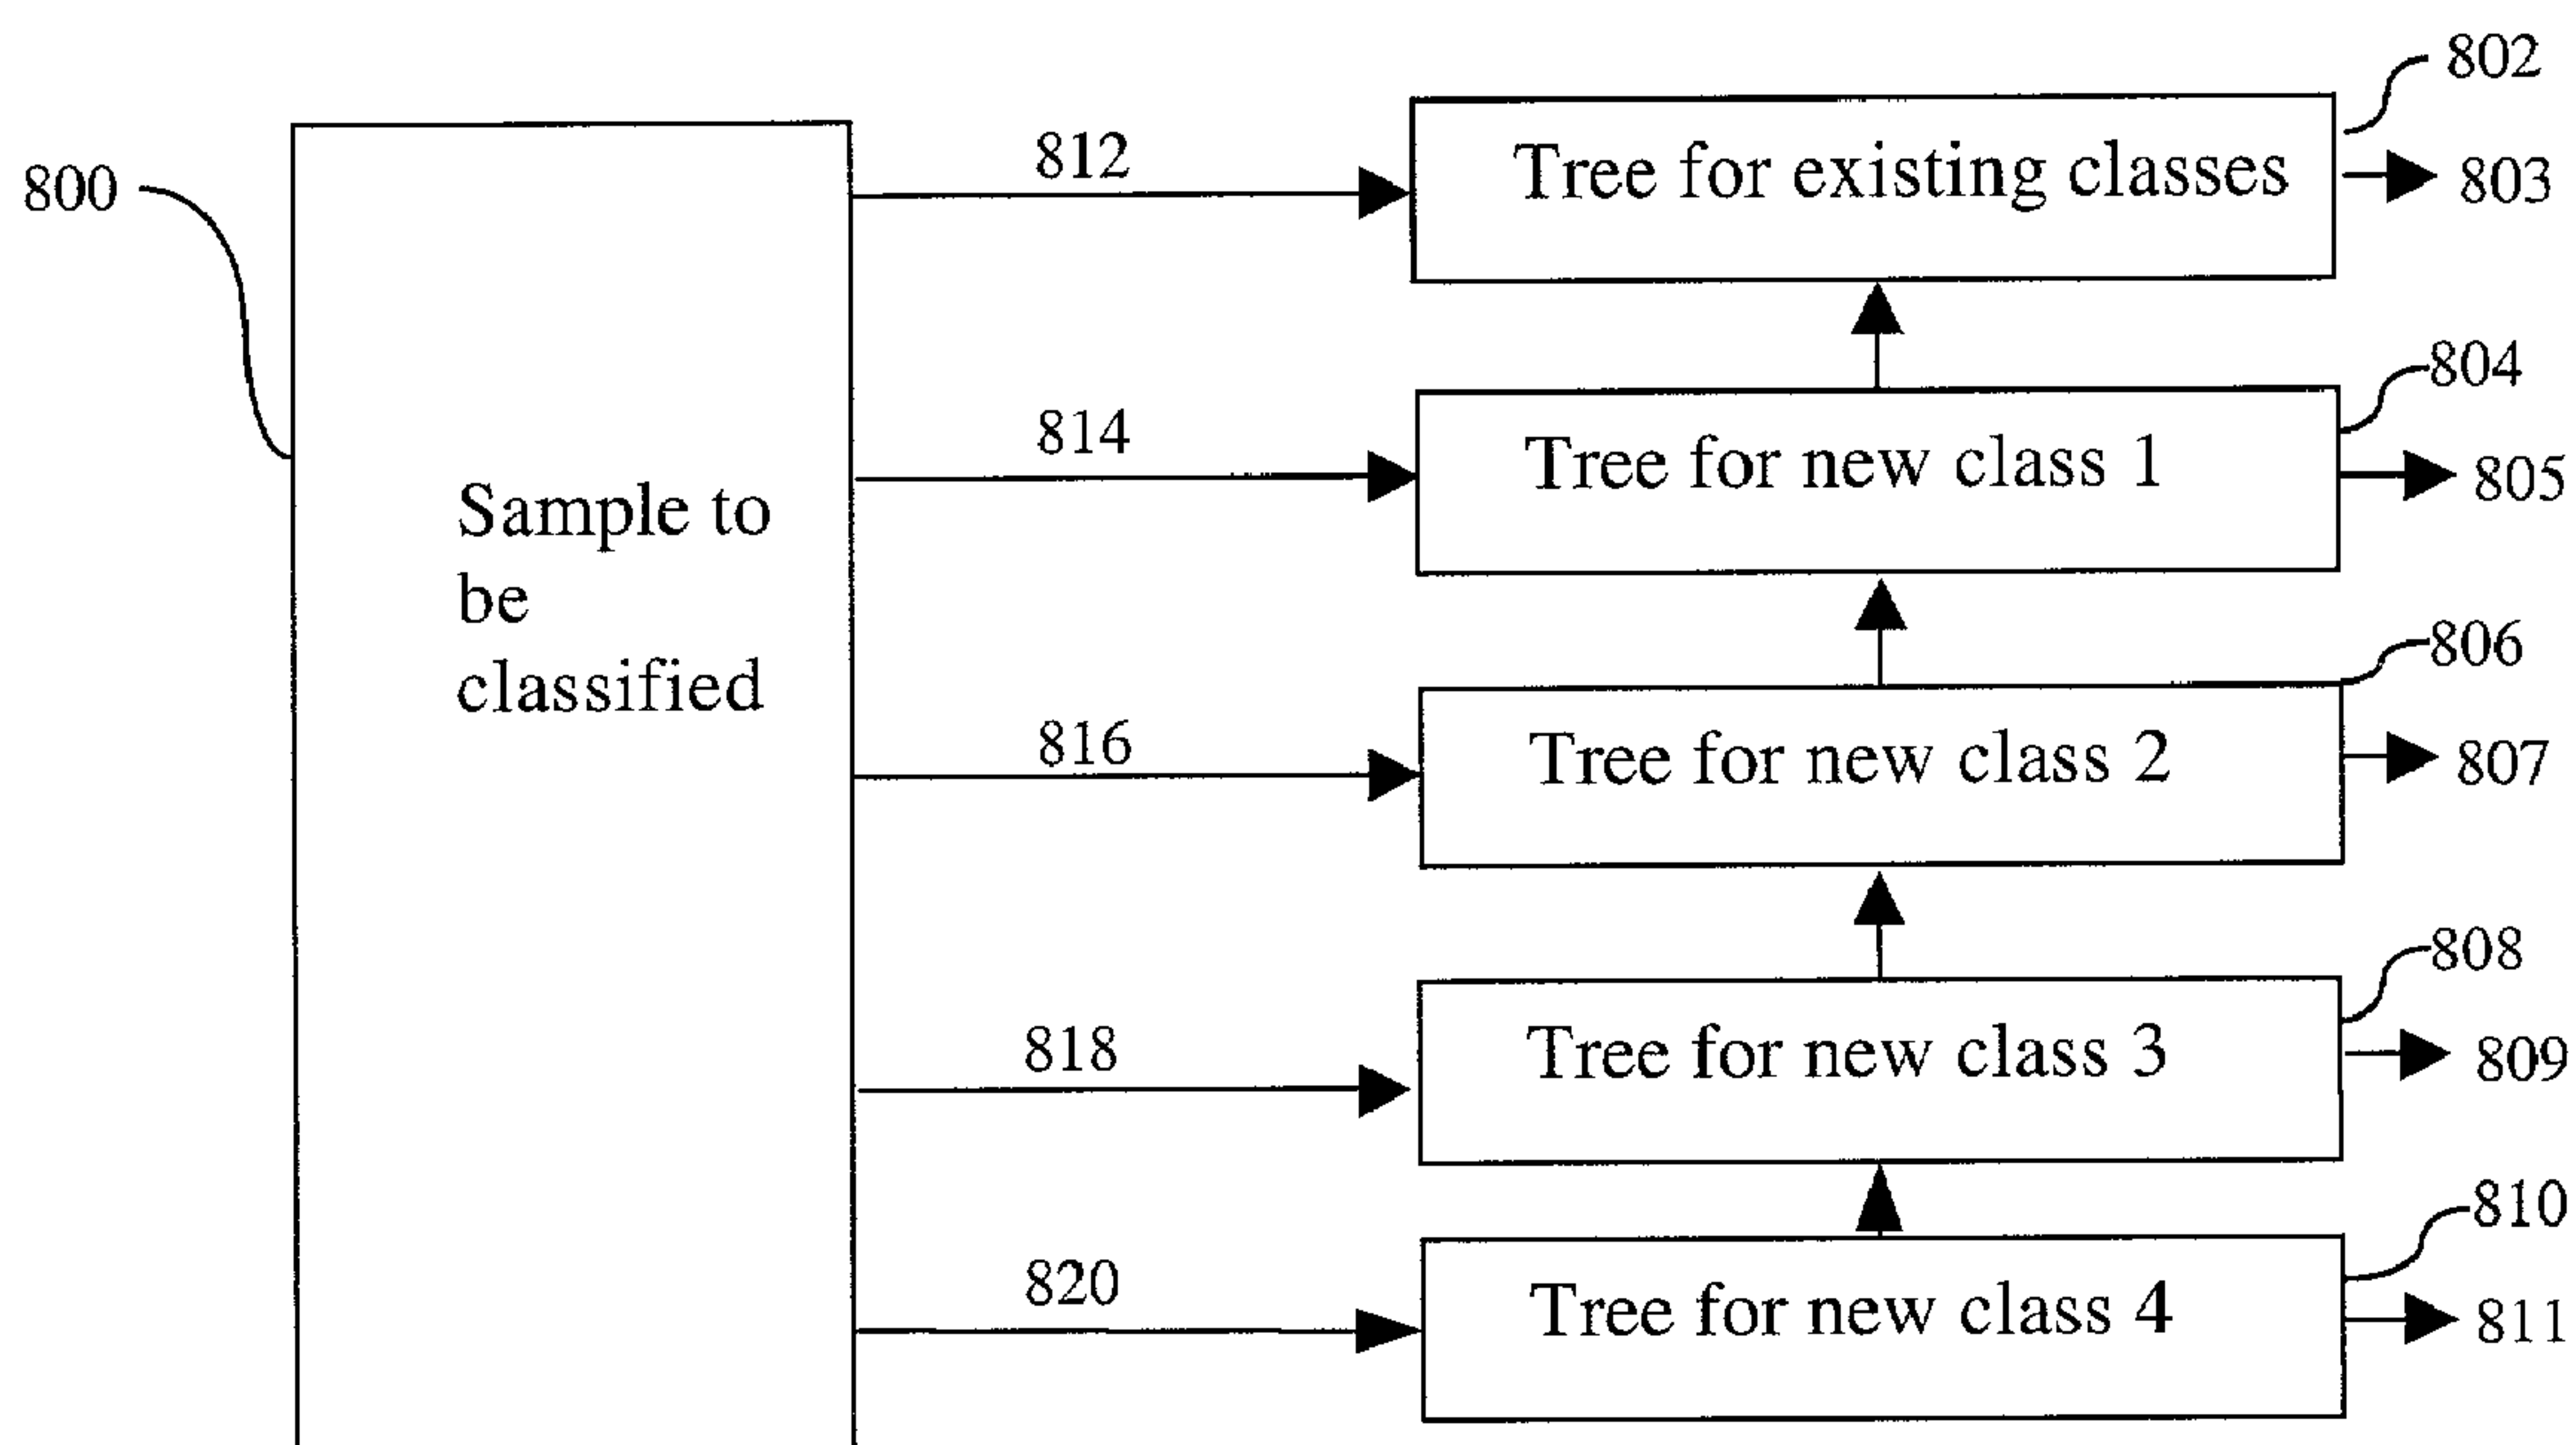 802
812
Tree for existing classes
803
800
804
814
Tree for new class 1
805
Sample to
be
classified
806
816
Tree for new class 2
807
808
818
Tree for new class 3
809
810
820
Tree for new class 4
811